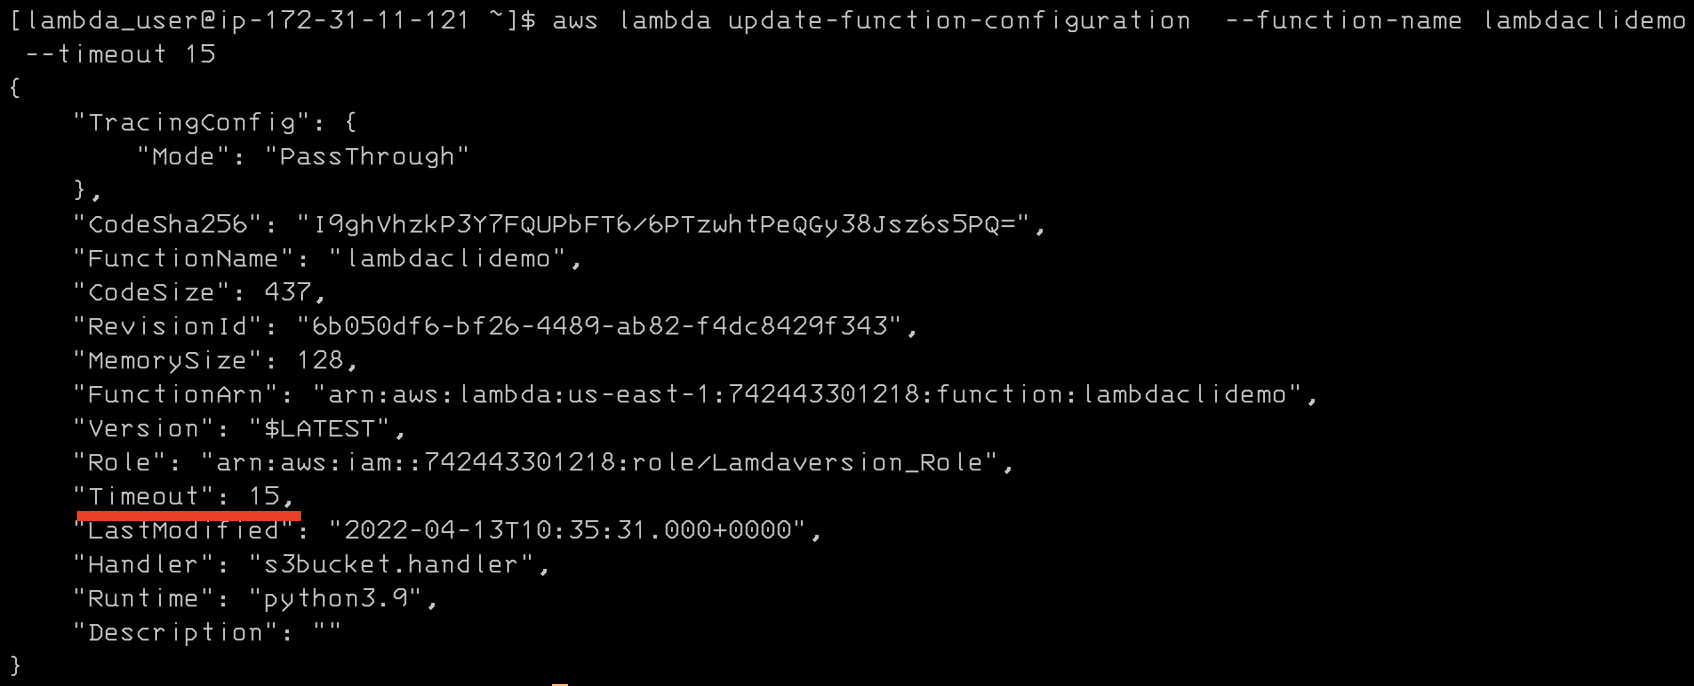 [lambda_user@ip-172-31-11-121 ~]$ aws lambda update-function-configuration  --function-name lambdaclidemo
 --timeout 15
{
    "TracingConfig": {
        "Mode": "PassThrough"
    },
    "CodeSha256": "I9ghVhzkP3Y7FQUPbFT6/6PTzwhtPeQGy38Jsz6s5PQ=",
    "FunctionName": "lambdaclidemo",
    "CodeSize": 437,
    "RevisionId": "6b050df6-bf26-4489-ab82-f4dc8429f343",
    "MemorySize": 128,
    "FunctionArn": "arn:aws:lambda:us-east-1:742443301218:function:lambdaclidemo",
    "Version": "$LATEST",
    "Role": "arn:aws:iam::742443301218:role/Lamdaversion_Role",
    "Timeout": 15,
    "LastModified": "2022-04-13T10:35:31.000+0000",
    "Handler": "s3bucket.handler",
    "Runtime": "python3.9",
    "Description": ""
}